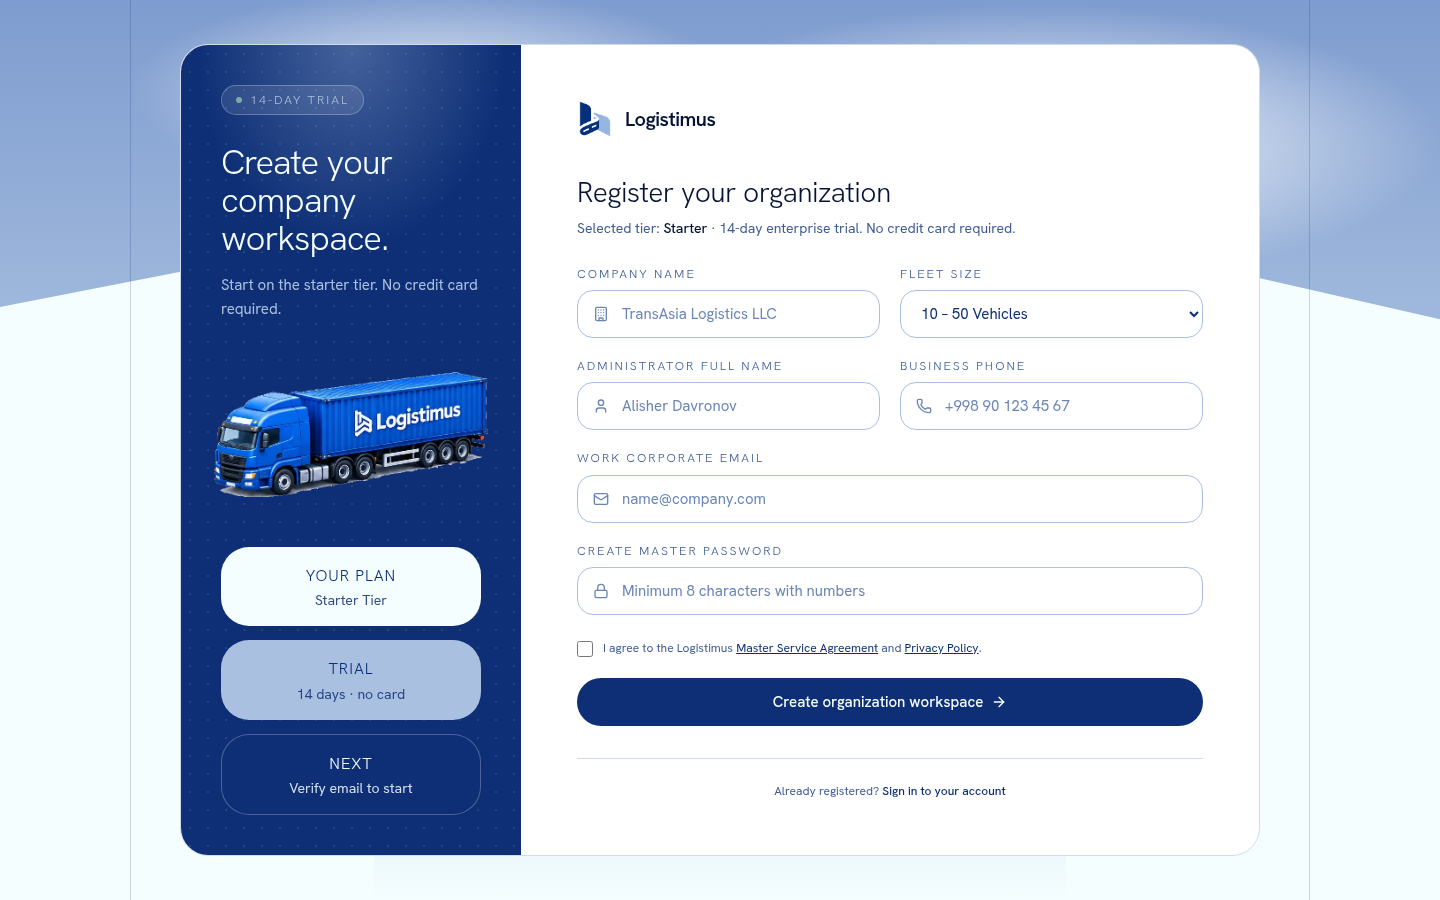 14-DAY TRIAL
Create your
company
workspace.
Start on the starter tier. No credit card
required.
Logistimus
YOUR PLAN
Starter Tier
TRIAL
14 days · no card
NEXT
Verify email to start
Logistimus
Register your organization
Selected tier: Starter · 14-day enterprise trial. No credit card required.
COMPANY NAME
TransAsia Logistics LLC
FLEET SIZE
10 – 50 Vehicles
ADMINISTRATOR FULL NAME
Alisher Davronov
BUSINESS PHONE
+998 90 123 45 67
WORK CORPORATE EMAIL
name@company.com
CREATE MASTER PASSWORD
Minimum 8 characters with numbers
I agree to the Logistimus Master Service Agreement and Privacy Policy.
Create organization workspace →
Already registered? Sign in to your account